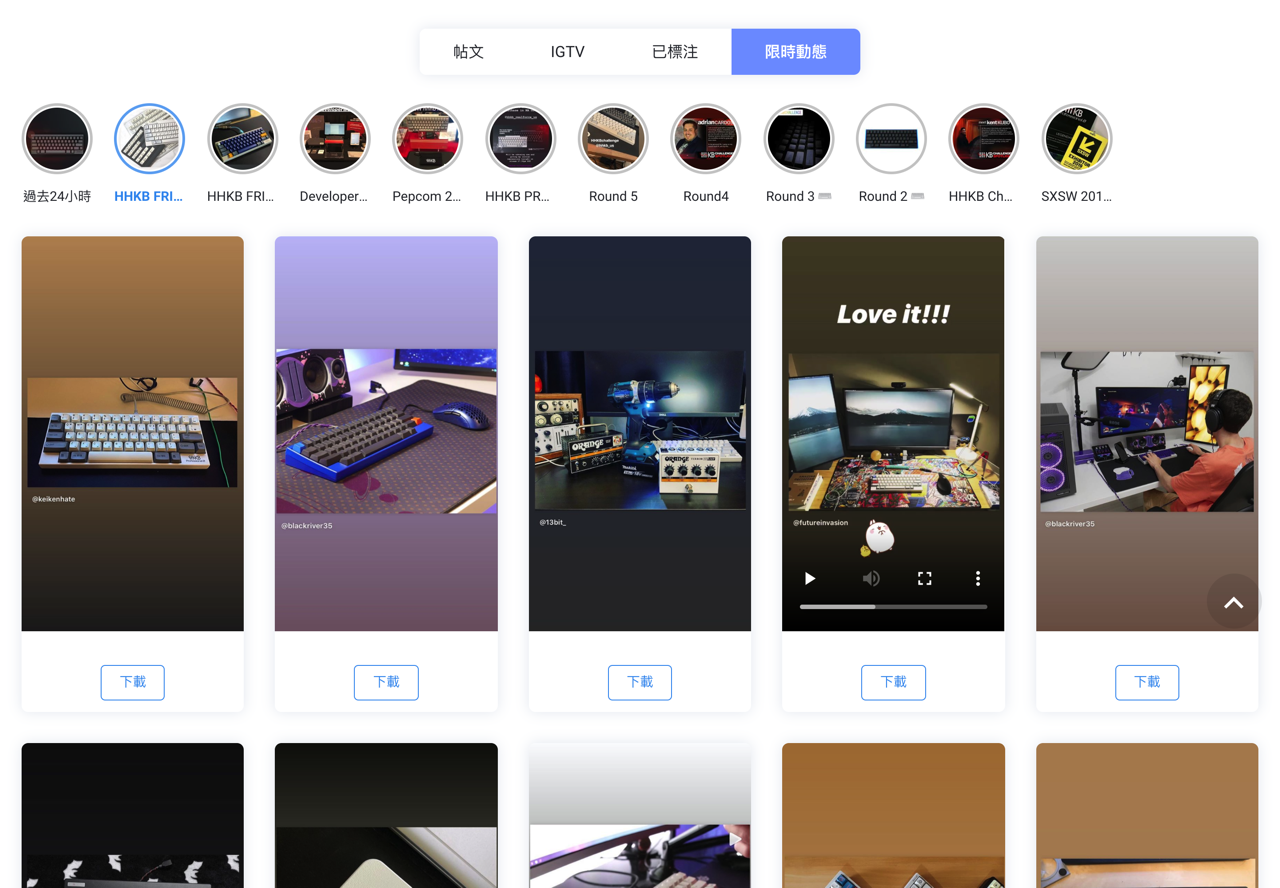 帖文
IGTV
已標注
限時動態
過去24小時
HHKB FRI...
HHKB FRI...
Developer...
Pepcom 2...
HHKB PR...
Round 5
Round4
Round 3
Round 2
HHKB Ch...
SXSW 201...
Love it!!!
@keikenhate
@blackriver35
ORANGE
ORANGE
@13bit_
@futureinvasion
@blackriver35
下載
下載
下載
下載
下載